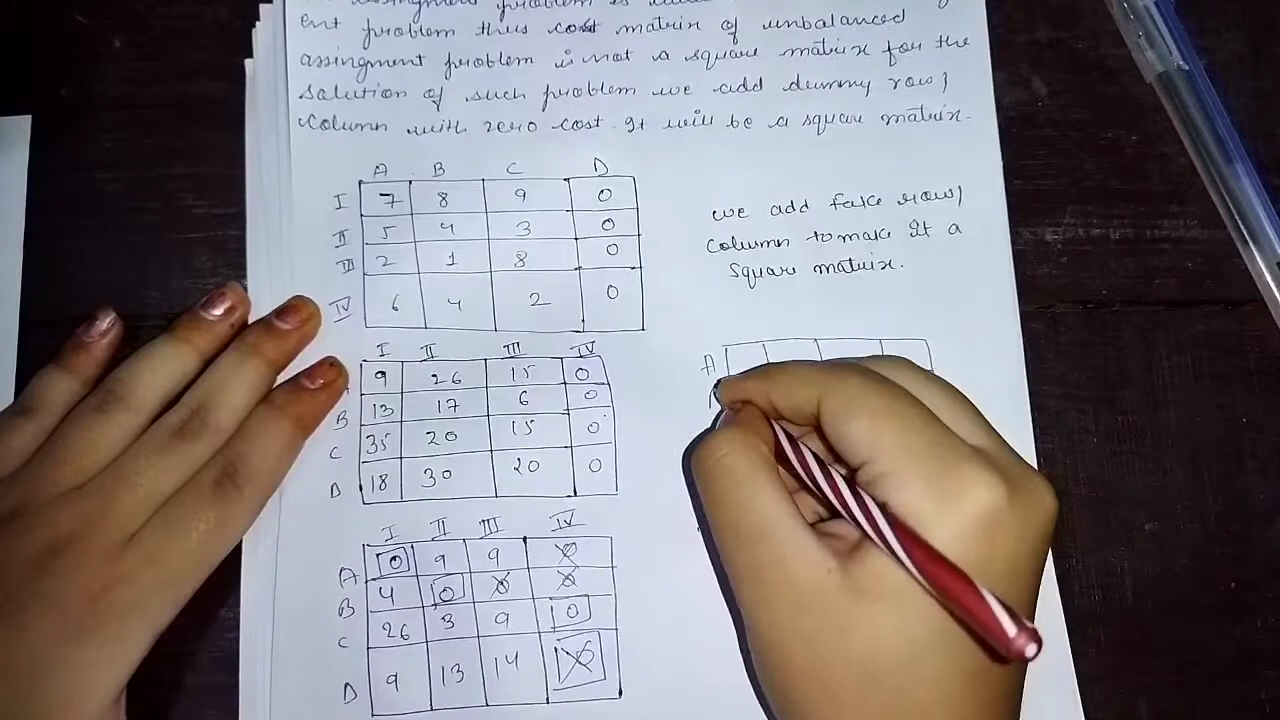 problem is
ent problem this cost matrix of unbalanced
assingment problem is not a square matrix for the
salution of such problem we add dummy row,
column with zero cost. It will be a square matrix.
A B C D
I 7 8 9 0
II 5 4 3 0
III 2 1 8 0
IV 6 4 2 0
we add fake row,
column to make it a
square matrix.
I II III IV
9 26 15 0
B 13 17 6 0
C 35 20 15 0
D 18 30 20 0
A
I II III IV
A 0 9 9 0
B 4 0 0 0
C 26 3 9 0
D 9 13 14 0